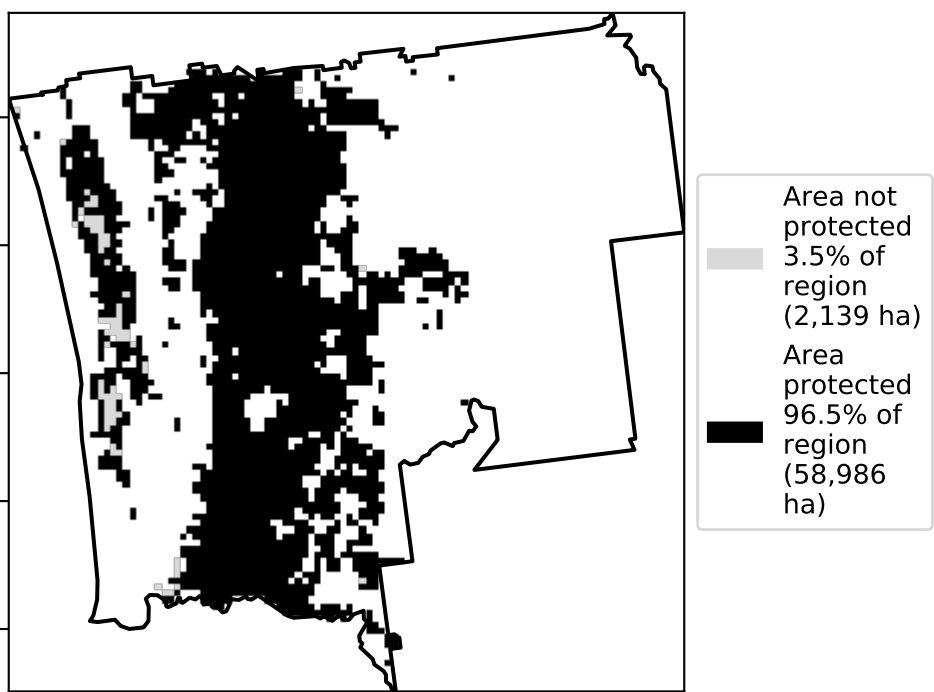 Area not
protected
3.5% of
region
(2,139 ha)
Area
protected
96.5% of
region
(58,986
ha)